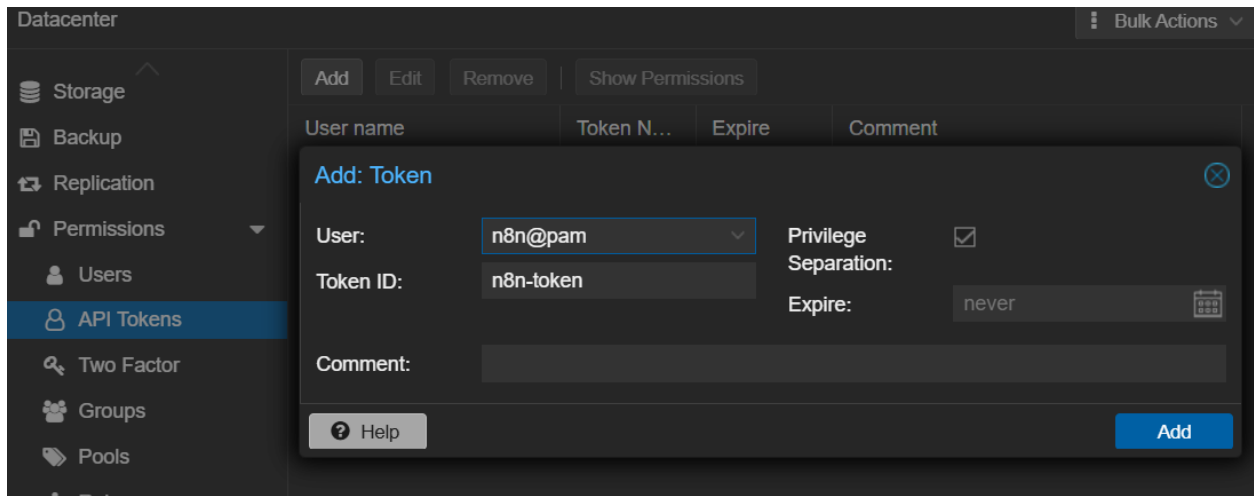 Datacenter
Bulk Actions
Storage
Backup
Replication
Permissions
Users
API Tokens
Two Factor
Groups
Pools
Add Edit Remove Show Permissions
User name Token N... Expire Comment
Add: Token
User: n8n@pam
Token ID: n8n-token
Privilege
Separation:
Expire: never
Comment:
Help
Add